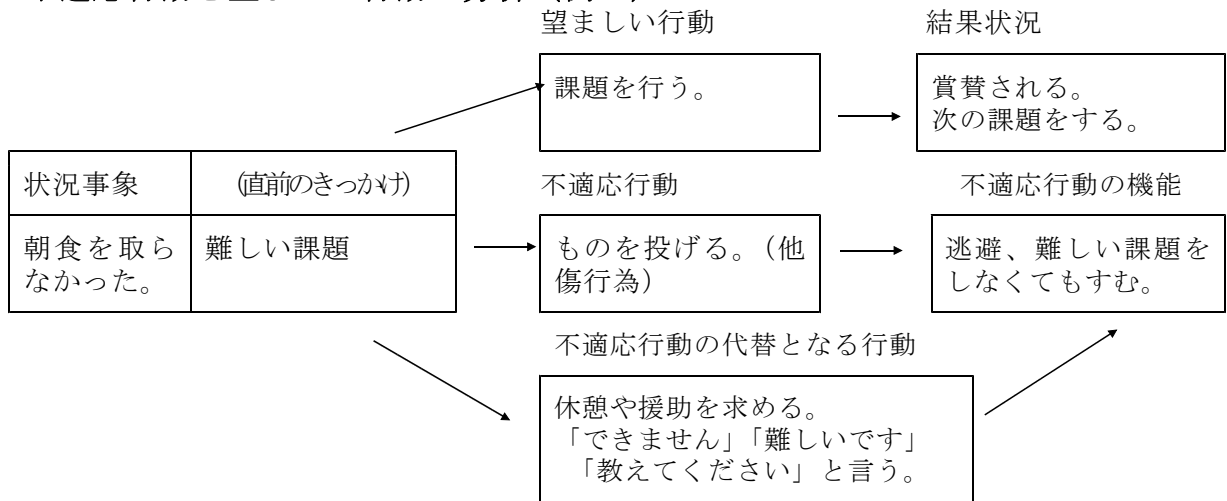 望ましい行動
結果状況
課題を行う。
賞賛される。
次の課題をする。
状況事象
(直前のきっかけ)
不適応行動
不適応行動の機能
朝食を取ら
なかった。
難しい課題
ものを投げる。（他
傷行為）
逃避、難しい課題を
しなくてもすむ。
不適応行動の代替となる行動
休憩や援助を求める。
「できません」「難しいです」
「教えてください」と言う。